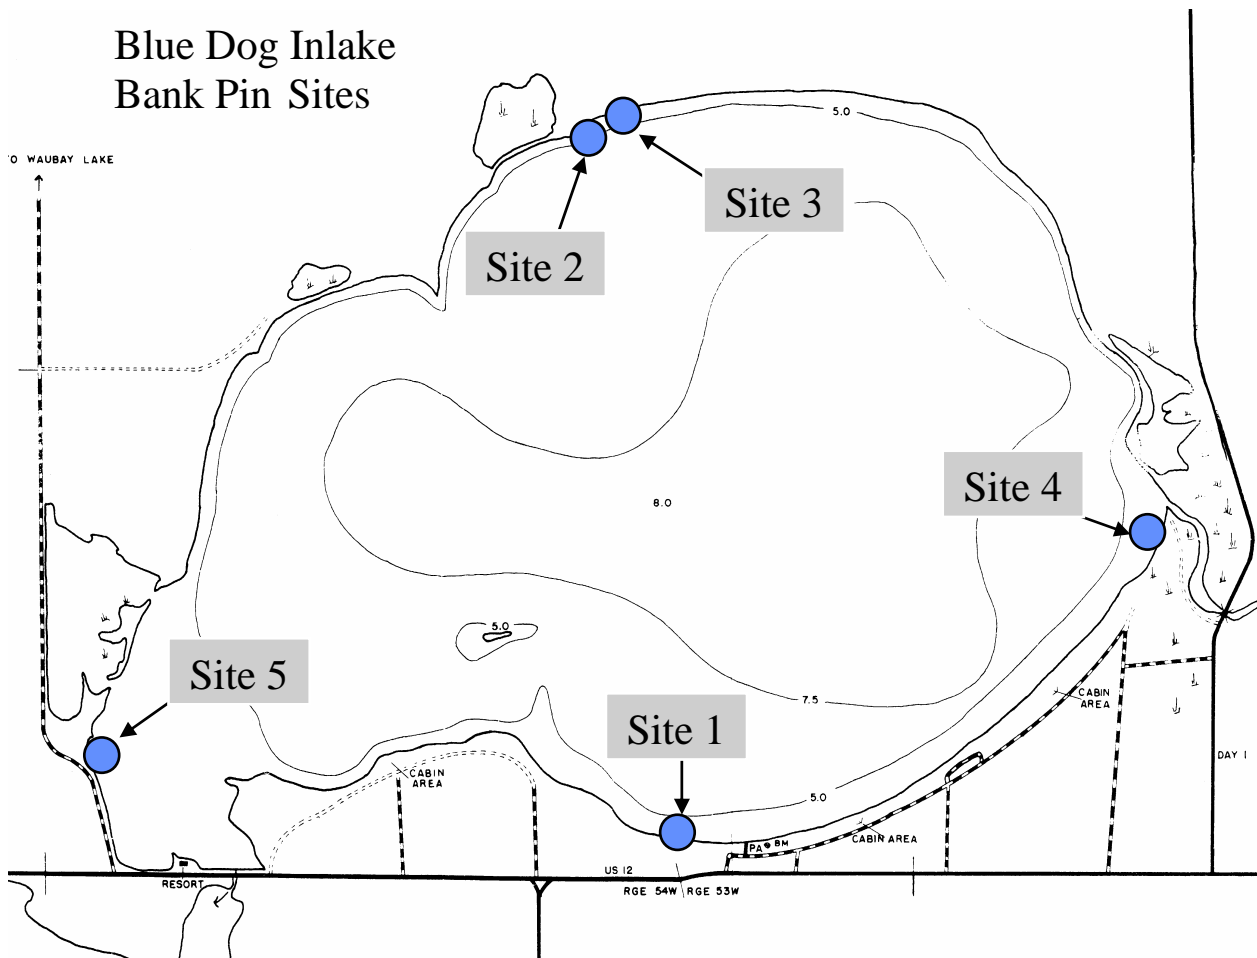 Blue Dog Inlake
Bank Pin Sites
5.0
TO WAUBAY LAKE
Site 3
Site 2
Site 4
8.0
5.0
Site 5
7.5
CABIN
AREA
Site 1
DAY 1
CABIN
AREA
5.0
PA BM
CABIN AREA
US 12
RESORT
RGE 54W RGE 53W